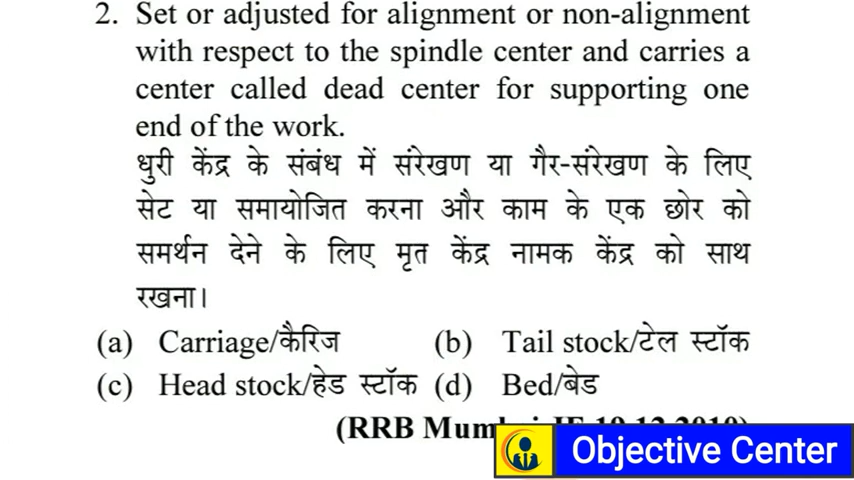 2. Set or adjusted for alignment or non-alignment
with respect to the spindle center and carries a
center called dead center for supporting one
end of the work.
धुरी केंद्र के संबंध में संरेखण या गैर-संरेखण के लिए
सेट या समायोजित करना और काम के एक छोर को
समर्थन देने के लिए मृत केंद्र नामक केंद्र को साथ
रखना।
(a) Carriage/कैरिज (b) Tail stock/टेल स्टॉक
(c) Head stock/हेड स्टॉक (d) Bed/बेड
(RRB
Objective Center